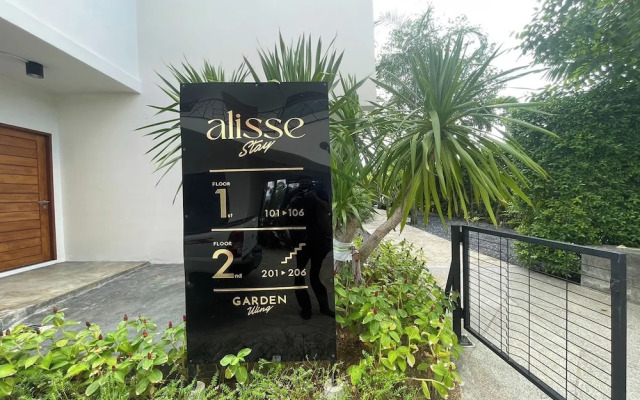 alisse
Stay
FLOOR
1st
101▸106
FLOOR
2nd
201▸206
GARDEN
Wing